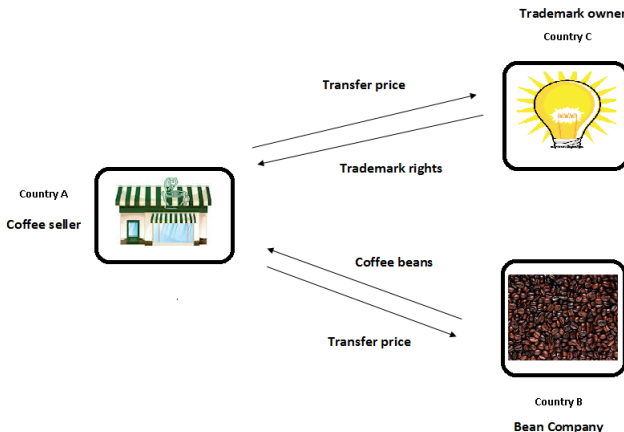 Trademark owner
Country C
Transfer price
Trademark rights
Country A
Coffee seller
Coffee beans
Transfer price
Country B
Bean Company